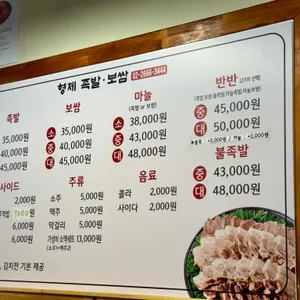 형제 족발·보쌈 02-2666-3444
족발
35,000원
40,000원
45,000원
보쌈
소 35,000원
중 40,000원
대 45,000원
마늘
(족발 or 보쌈)
소 38,000원
중 43,000원
대 48,000원
반반
중 45,000원
대 50,000원
불족발
중 43,000원
대 48,000원
사이드
2,000원
6,000원
6,000원
주류
소주 5,000원
맥주 5,000원
막걸리 5,000원
13,000원
음료
콜라 2,000원
사이다 2,000원
김치전 기본 제공